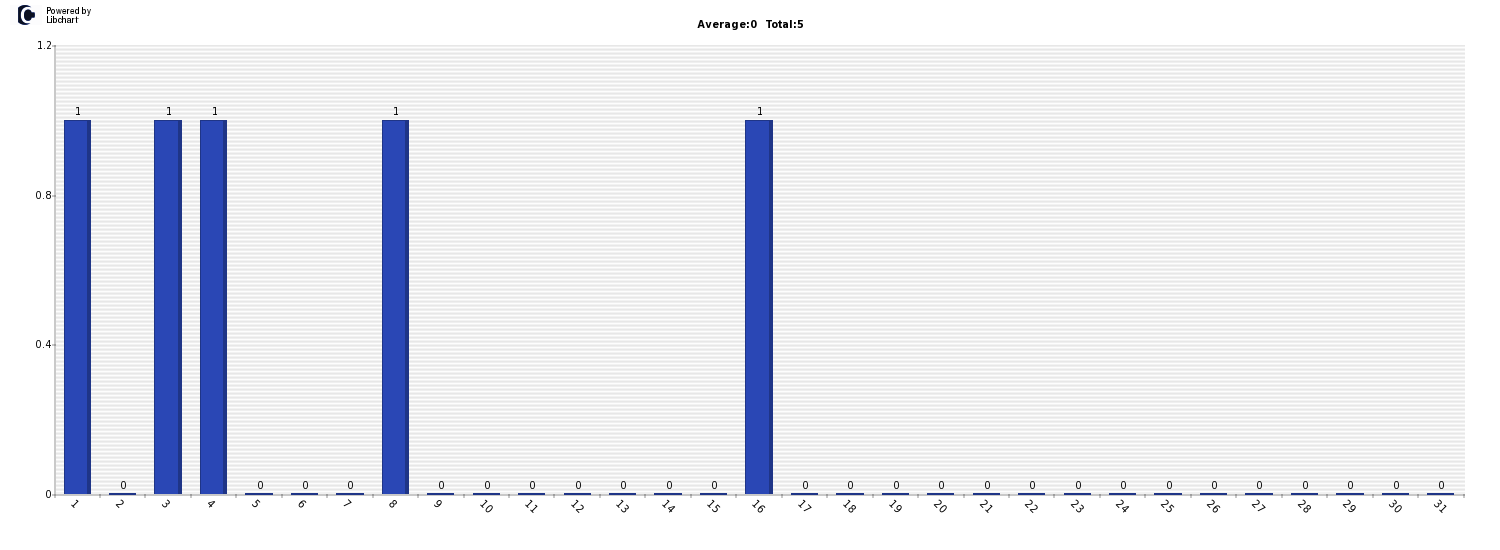 Powered by
Libchart
Average:0 Total:5
1.2
0.8
0.4
0
1 0 1 1 0 0 0 1 0 0 0 0 0 0 0 1 0 0 0 0 0 0 0 0 0 0 0 0 0 0 0
1 2 3 4 5 6 7 8 9 10 11 12 13 14 15 16 17 18 19 20 21 22 23 24 25 26 27 28 29 30 31